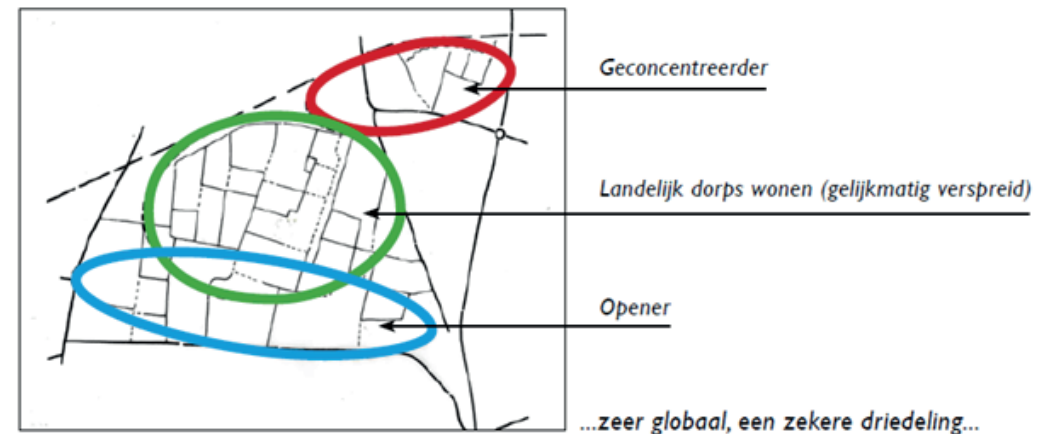 Geconcentreerder
Landelijk dorps wonen (gelijkmatig verspreid)
Opener
...zeer globaal, een zekere driedeling...